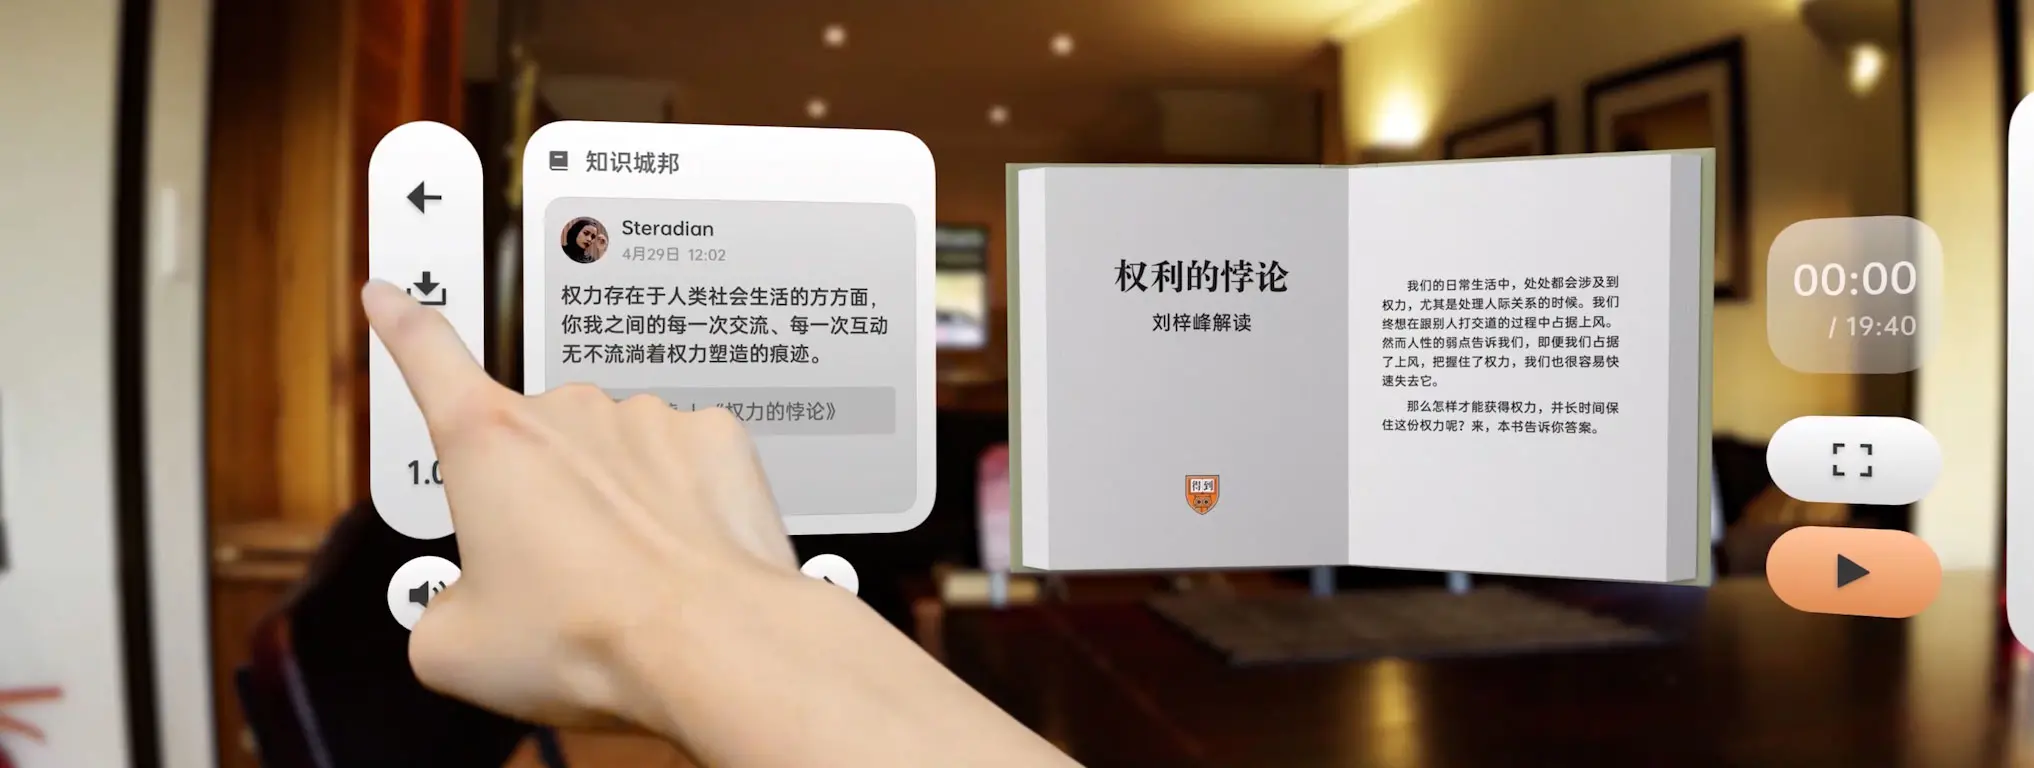 知识城邦
Steradian
4月29日 12:02
权力存在于人类社会生活的方方面，
你我之间的每一次交流、每一次互动
无不流淌着权力塑造的痕迹。
《权力的悖论》
1.0
权利的悖论
刘梓峰解读
得到
我们的日常生活中，处处都会涉及到
权力，尤其是处理人际关系的时候。我们
终想在跟别人打交道的过程中占据上风。
然而人性的弱点告诉我们，即便我们占据
了上风，把握住了权力，我们也很容易快
速失去它。
那么怎样才能获得权力，并长时间保
住这份权力呢？来，本书告诉你答案。
00:00
/ 19:40